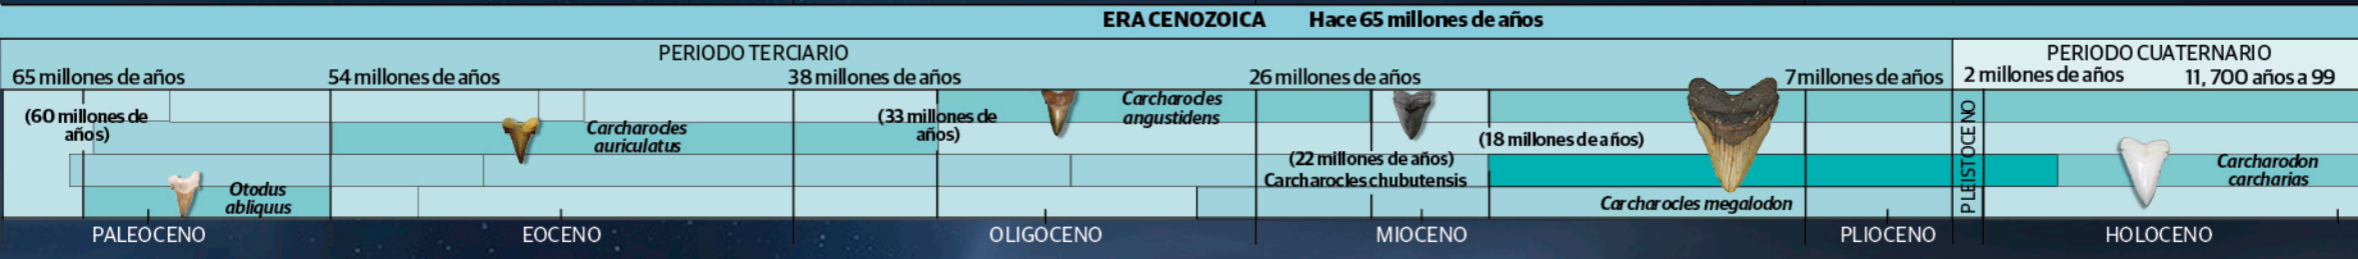 ERA CENOZOICA Hace 65 millones de años
PERIODO TERCIARIO
PERIODO CUATERNARIO
65 millones de años
54 millones de años
38 millones de años
26 millones de años
7 millones de años
2 millones de años
11, 700 años a 99
(60 millones de
años)
Otodus
abliquus
Carcharocles
auriculatus
(33 millones de
años)
Carcharocles
angustidens
(22 millones de años)
Carcharocles chubutensis
(18 millones de años)
Carcharocles megalodon
PLEISTOCENO
Carcharodon
carcharias
PALEOCENO
EOCENO
OLIGOCENO
MIOCENO
PLIOCENO
HOLOCENO